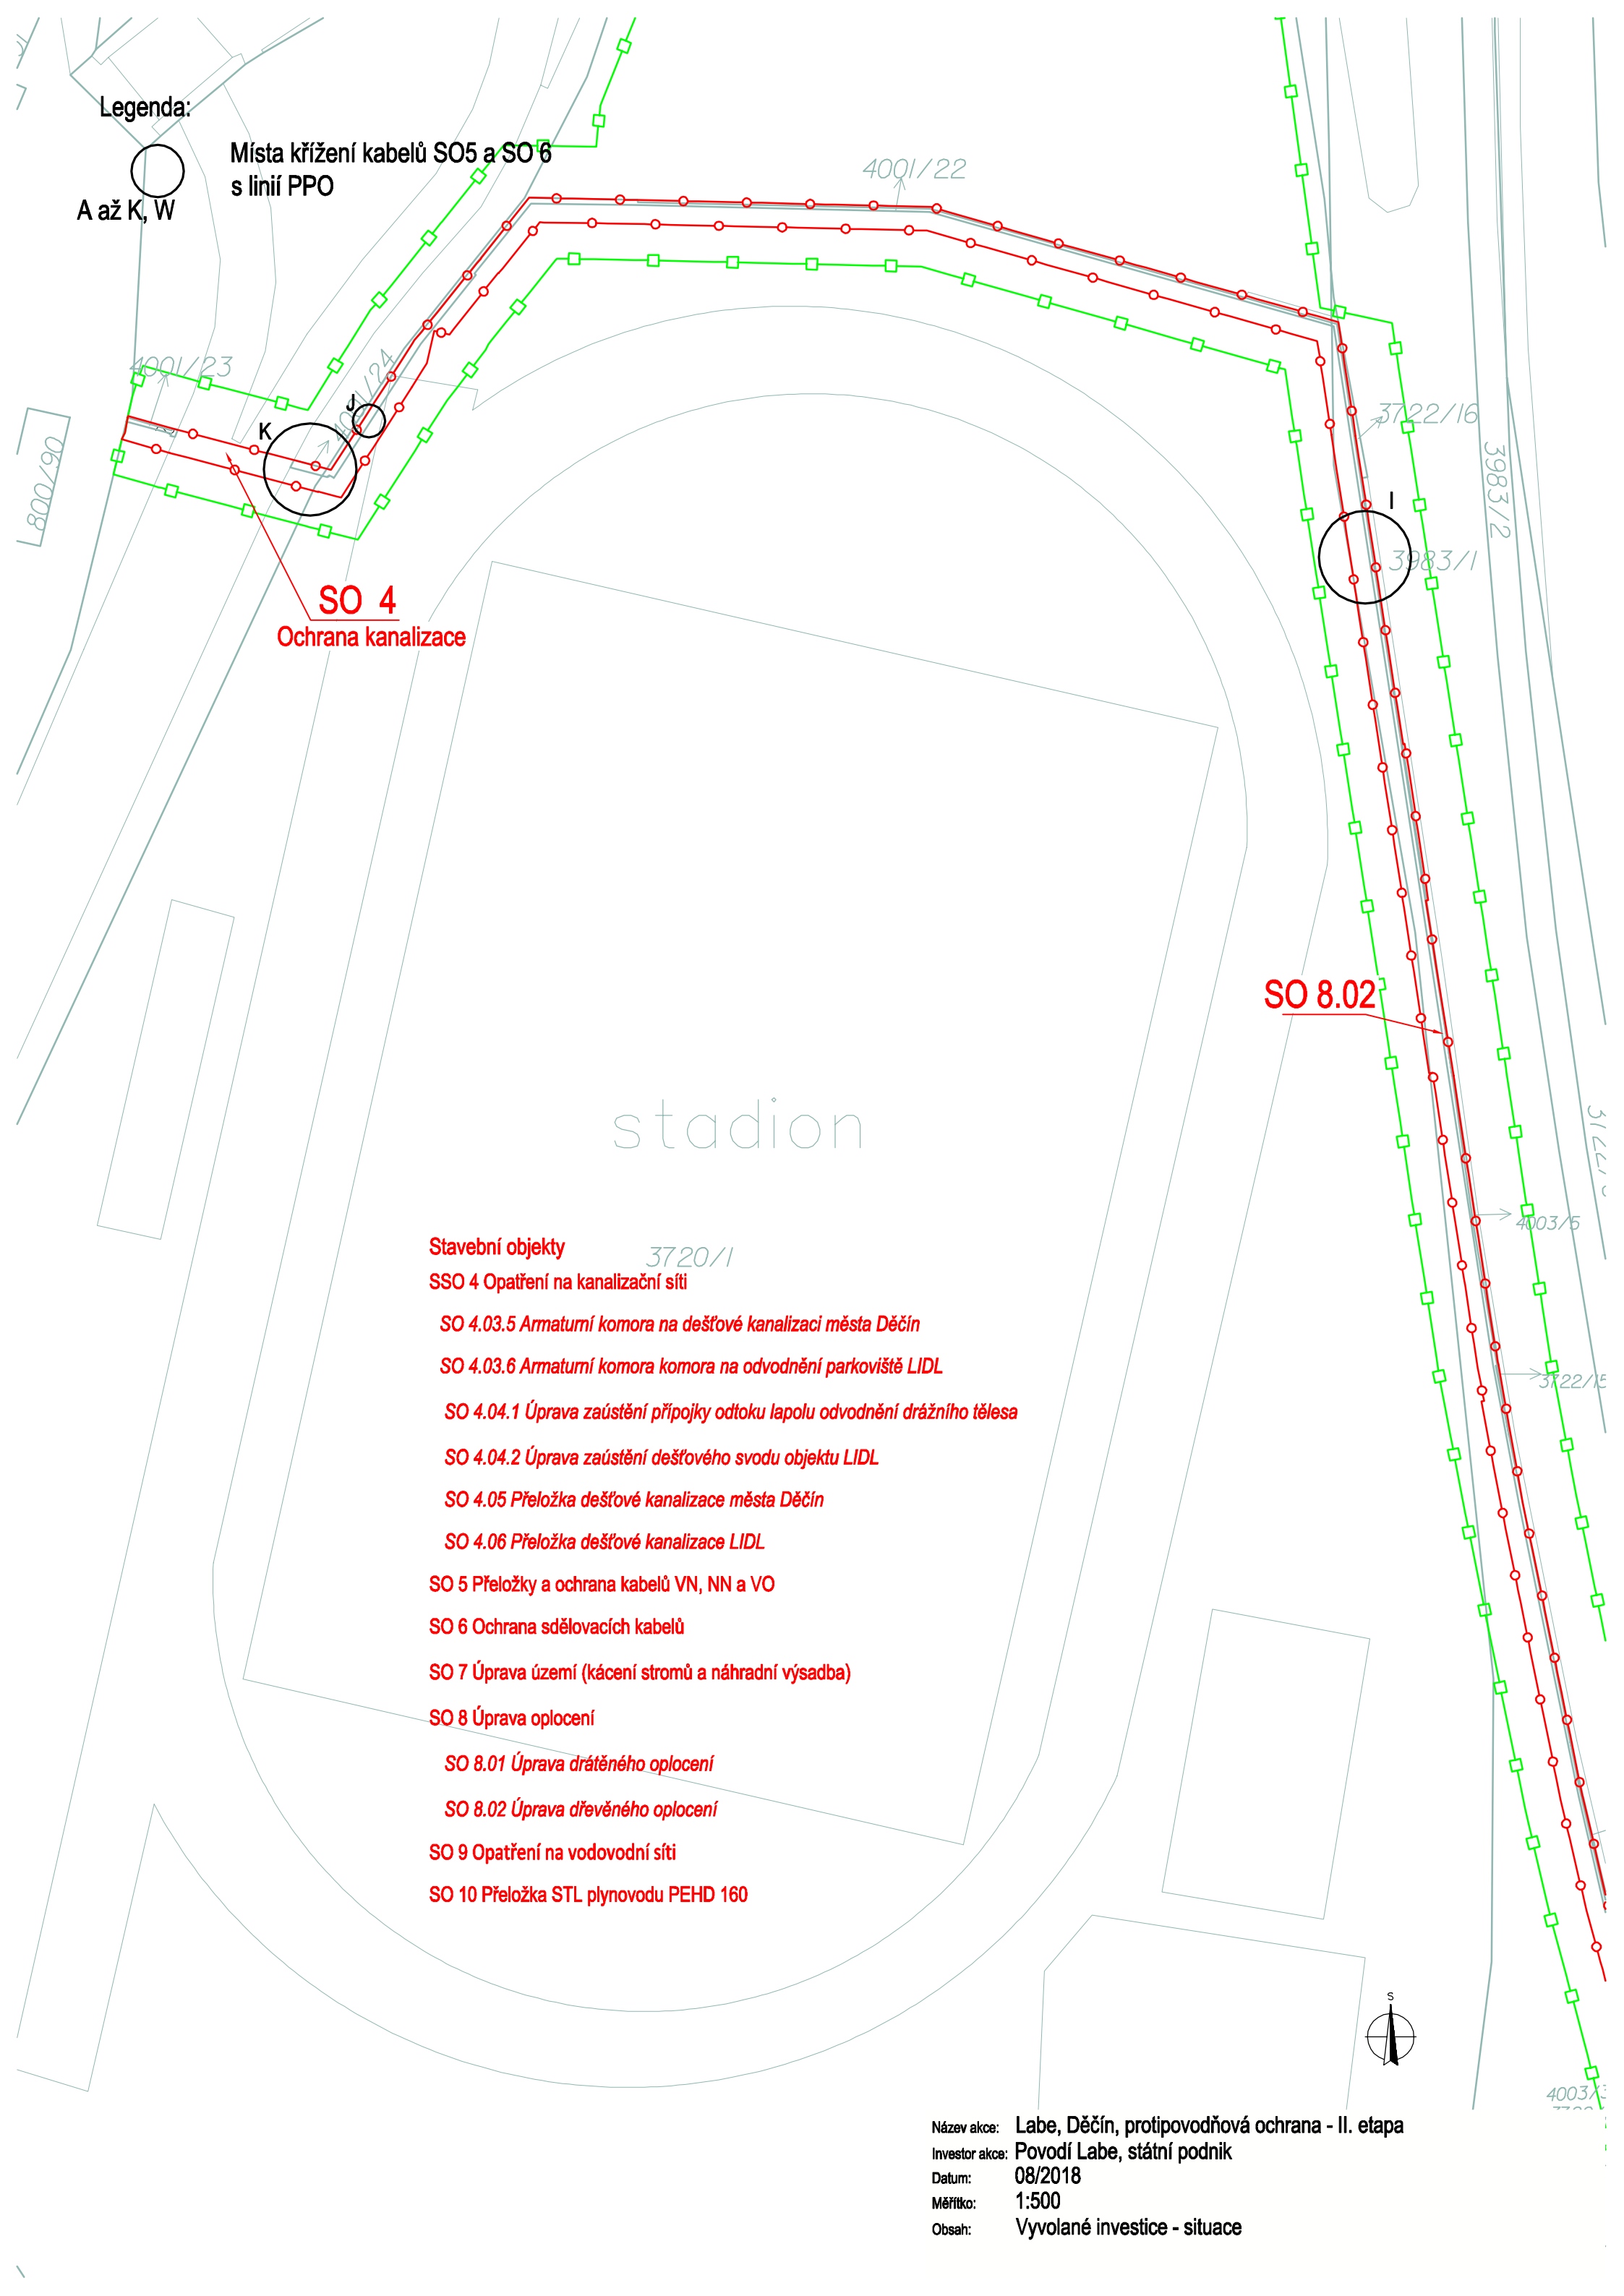 Legenda:
Místa křížení kabelů SO5 a SO 6
s linií PPO
A až K, W
4001/22
4001/23
4001/24
J
K
800/90
3722/16
3983/2
I
3983/1
SO 4
Ochrana kanalizace
SO 8.02
stadion
3720/1
4003/5
3722/15
Stavební objekty
SSO 4 Opatření na kanalizační síti
SO 4.03.5 Armaturní komora na dešťové kanalizaci města Děčín
SO 4.03.6 Armaturní komora komora na odvodnění parkoviště LIDL
SO 4.04.1 Úprava zaústění přípojky odtoku lapolu odvodnění drážního tělesa
SO 4.04.2 Úprava zaústění dešťového svodu objektu LIDL
SO 4.05 Přeložka dešťové kanalizace města Děčín
SO 4.06 Přeložka dešťové kanalizace LIDL
SO 5 Přeložky a ochrana kabelů VN, NN a VO
SO 6 Ochrana sdělovacích kabelů
SO 7 Úprava území (kácení stromů a náhradní výsadba)
SO 8 Úprava oplocení
SO 8.01 Úprava drátěného oplocení
SO 8.02 Úprava dřevěného oplocení
SO 9 Opatření na vodovodní síti
SO 10 Přeložka STL plynovodu PEHD 160
S
Název akce: Labe, Děčín, protipovodňová ochrana - II. etapa
Investor akce: Povodí Labe, státní podnik
Datum: 08/2018
Měřítko: 1:500
Obsah: Vyvolané investice - situace